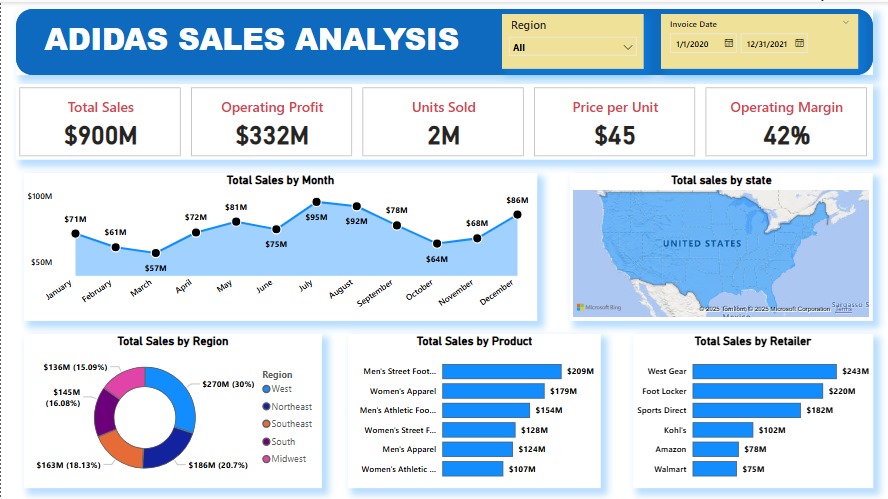 ADIDAS SALES ANALYSIS
Region
All
Invoice Date
1/1/2020
12/31/2021
Total Sales
$900M
Operating Profit
$332M
Units Sold
2M
Price per Unit
$45
Operating Margin
42%
Total Sales by Month
$100M
$50M
$71M
$61M
$57M
$72M
$81M
$75M
$95M
$92M
$78M
$64M
$68M
$86M
January
February
March
April
May
June
July
August
September
October
November
December
Total sales by state
UNITED STATES
Microsoft Bing
© 2025 TomTom, © 2025 Microsoft Corporation
Terms
Sargasso S
Mexico
Total Sales by Region
$136M (15.09%)
$145M
(16.08%)
$163M (18.13%)
$270M (30%)
$186M (20.7%)
Region
West
Northeast
Southeast
South
Midwest
Total Sales by Product
Men's Street Foot... $209M
Women's Apparel $179M
Men's Athletic Foo... $154M
Women's Street F... $128M
Men's Apparel $124M
Women's Athletic ... $107M
Total Sales by Retailer
West Gear $243M
Foot Locker $220M
Sports Direct $182M
Kohl's $102M
Amazon $78M
Walmart $75M